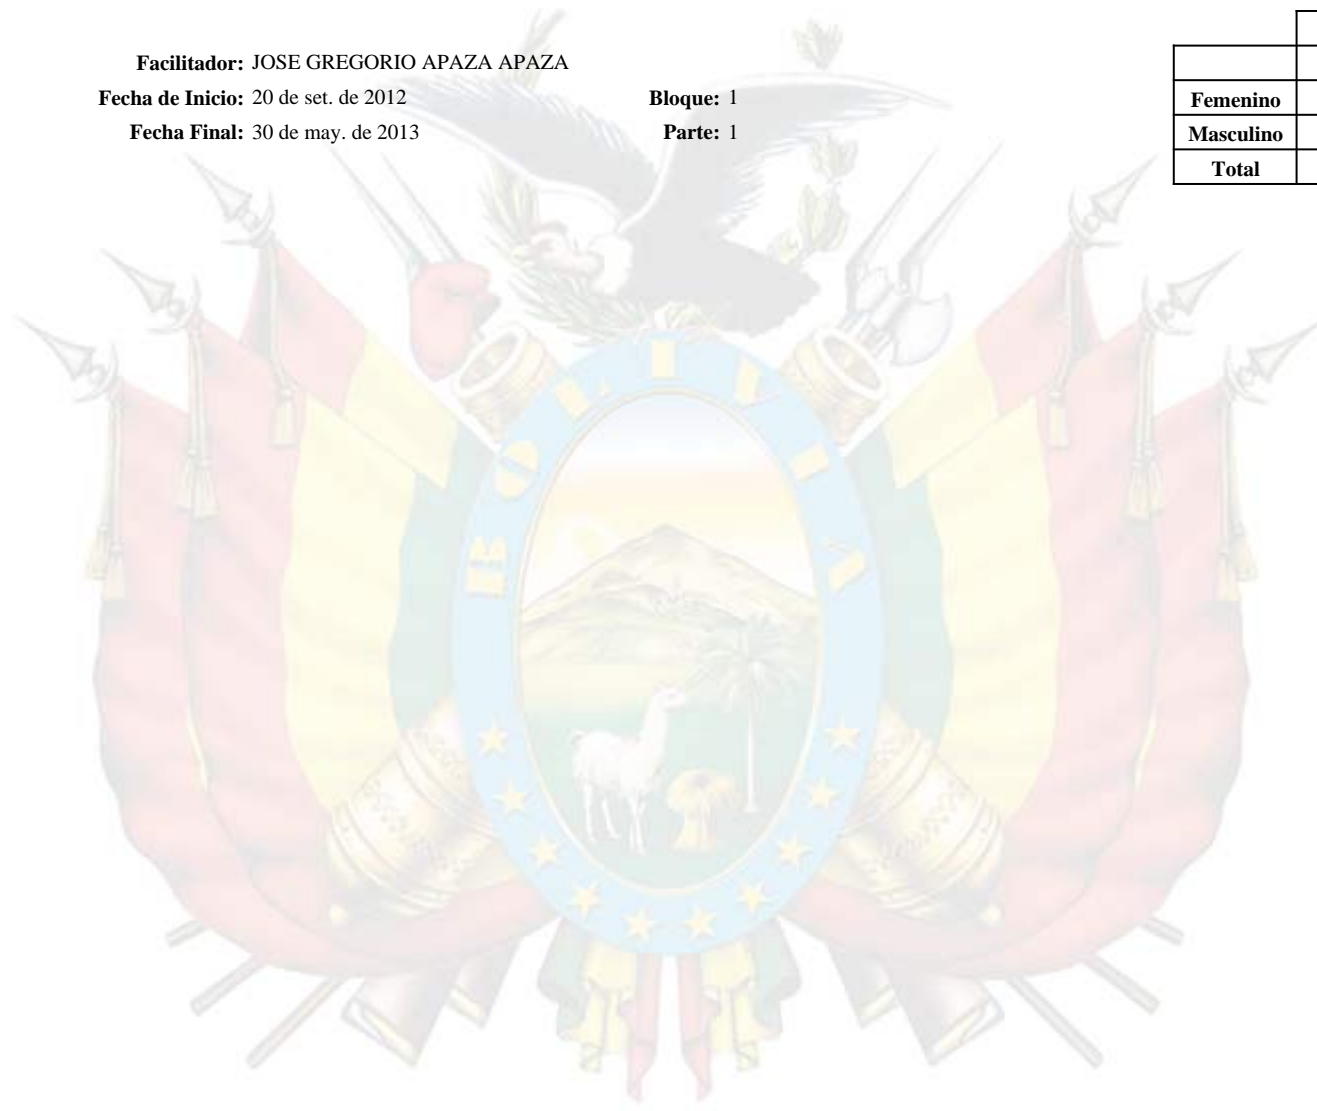 Facilitador: JOSE GREGORIO APAZA APAZA
Fecha de Inicio: 20 de set. de 2012 Bloque: 1
Fecha Final: 30 de may. de 2013 Parte: 1
Femenino
Masculino
Total
BOLIVIA